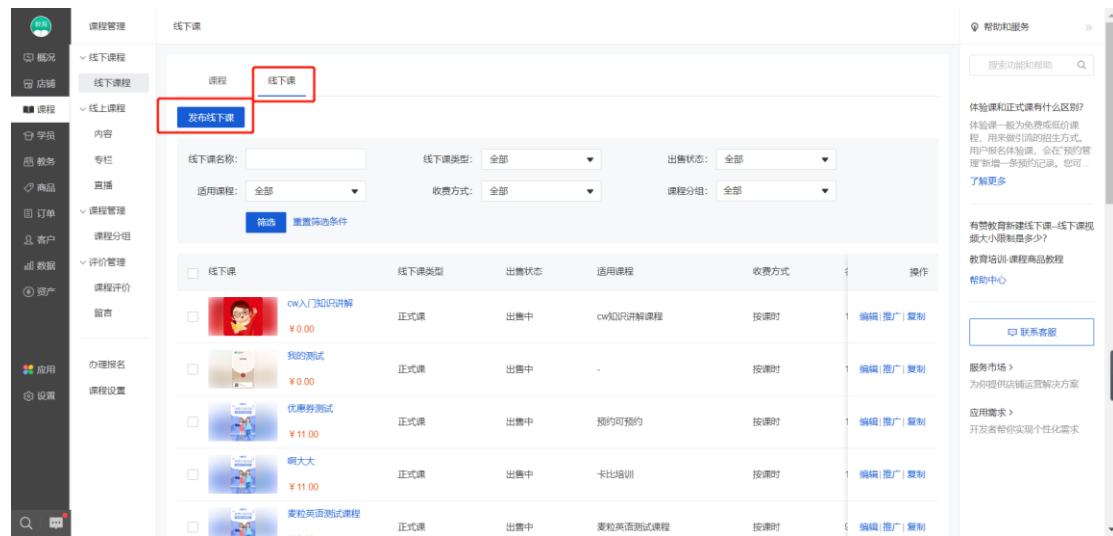 教育
课程管理
线下课
帮助和服务
概况
店铺
课程
学员
教务
商品
订单
客户
数据
资产
应用
设置
线下课程
线下课程
线上课程
内容
专栏
直播
课程管理
课程分组
评价管理
课程评价
留言
办理报名
课程设置
课程 线下课
发布线下课
线下课名称: 线下课类型: 全部 出售状态: 全部
适用课程: 全部 收费方式: 全部 课程分组: 全部
筛选 重置筛选条件
线下课 线下课类型 出售状态 适用课程 收费方式 操作
cw入门知识讲解
¥0.00
正式课 出售中 cw知识讲解课程 按课时 编辑|推广|复制
我的测试
¥0.00
正式课 出售中 - 按课时 编辑|推广|复制
优惠券测试
¥11.00
正式课 出售中 预约可预约 按课时 编辑|推广|复制
啊大大
¥11.00
正式课 出售中 卡比培训 按课时 编辑|推广|复制
麦粒英语测试课程
正式课 出售中 麦粒英语测试课程 按课时 编辑|推广|复制
搜索功能和帮助
体验课和正式课有什么区别?
体验课一般为免费或低价课
程，用来做引流的招生方式。
用户报名体验课，会在"预约管
理"新增一条预约记录。您可...
了解更多
有赞教育新建线下课--线下课视
频大小限制是多少?
教育培训-课程商品教程
帮助中心
联系客服
服务市场 >
为你提供店铺运营解决方案
应用需求 >
开发者帮你实现个性化需求